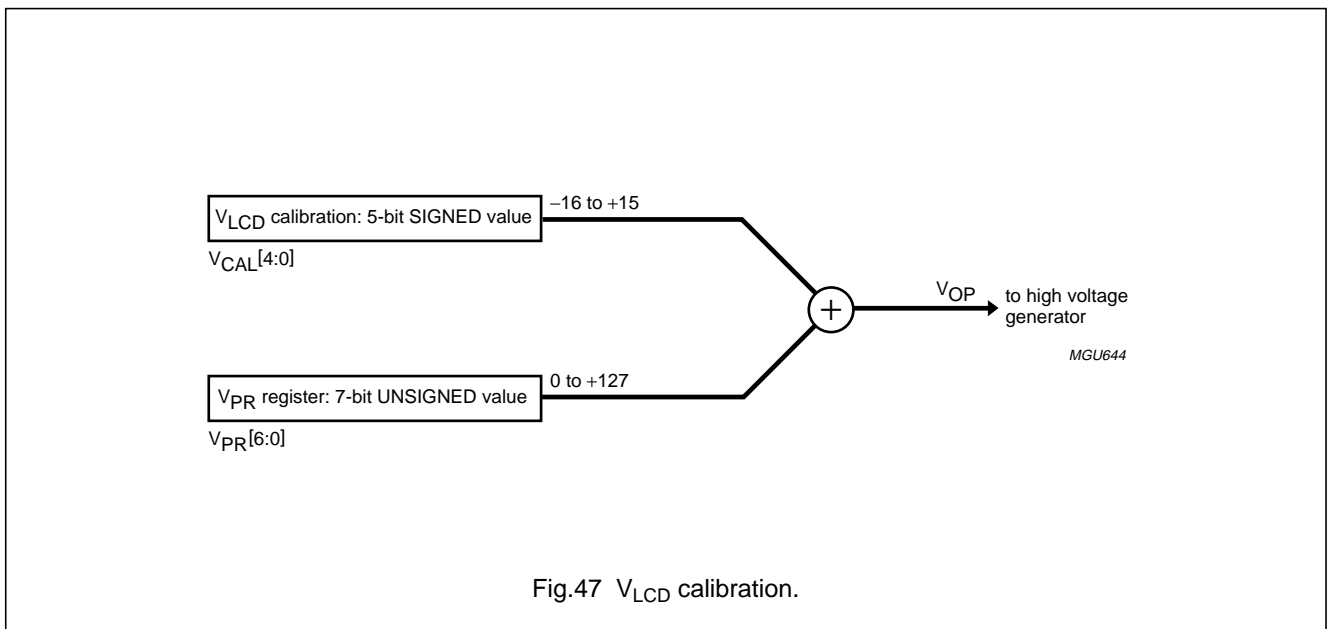 VLCD calibration: 5-bit SIGNED value
−16 to +15
VCAL[4:0]
VOP
to high voltage
generator
+
MGU644
VPR register: 7-bit UNSIGNED value
0 to +127
VPR[6:0]
Fig.47 VLCD calibration.